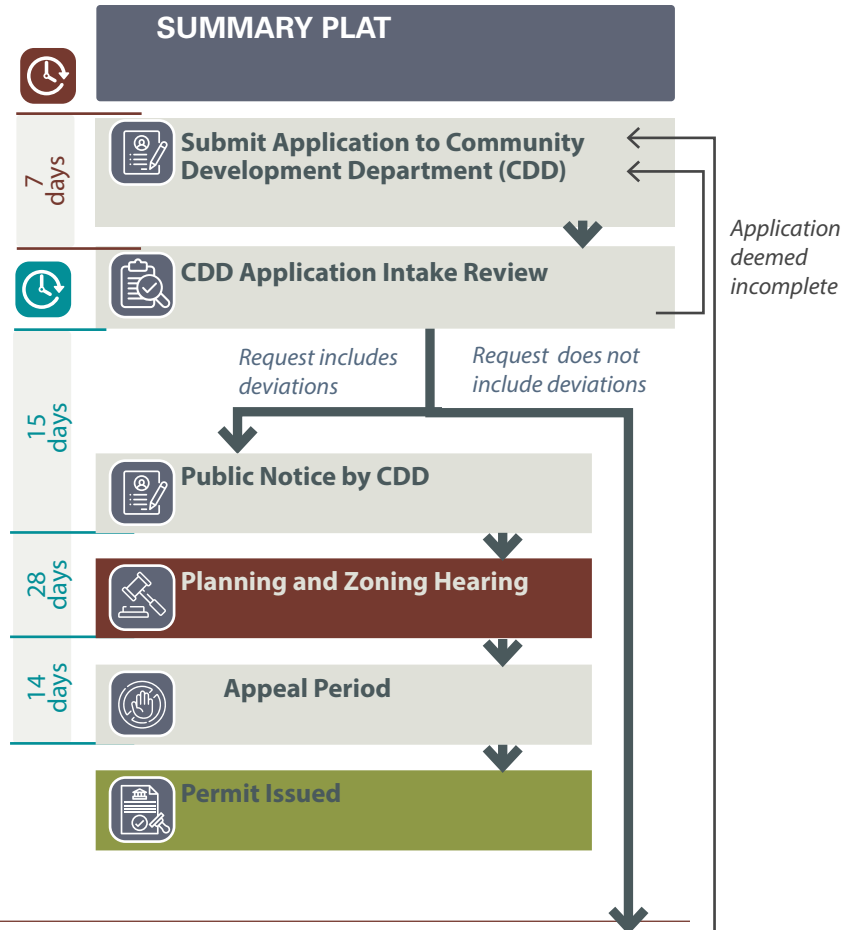 SUMMARY PLAT
7
days
Submit Application to Community
Development Department (CDD)
Application
deemed
incomplete
CDD Application Intake Review
Request includes
deviations
Request does not
include deviations
15
days
Public Notice by CDD
28
days
Planning and Zoning Hearing
14
days
Appeal Period
Permit Issued